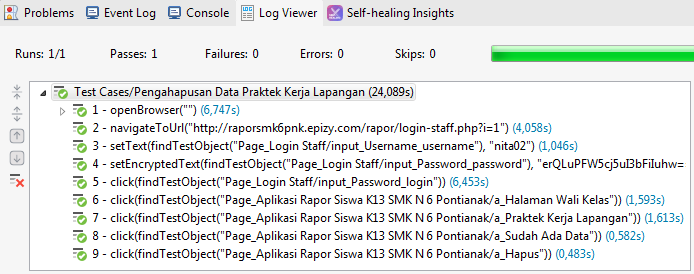 Problems Event Log Console Log Viewer Self-healing Insights
Runs: 1/1 Passes: 1 Failures: 0 Errors: 0 Skips: 0
Test Cases/Pengahapusan Data Praktek Kerja Lapangan (24,089s)
1 - openBrowser("") (6,747s)
2 - navigateToUrl("http://raporsmk6pnk.epizy.com/rapor/login-staff.php?i=1") (4,058s)
3 - setText(findTestObject("Page_Login Staff/input_Username_username"), "nita02") (1,046s)
4 - setEncryptedText(findTestObject("Page_Login Staff/input_Password_password"), "erQLuPFW5cj5uI3bFiIuhw=
5 - click(findTestObject("Page_Login Staff/input_Password_login")) (6,453s)
6 - click(findTestObject("Page_Aplikasi Rapor Siswa K13 SMK N 6 Pontianak/a_Halaman Wali Kelas")) (1,593s)
7 - click(findTestObject("Page_Aplikasi Rapor Siswa K13 SMK N 6 Pontianak/a_Praktek Kerja Lapangan")) (1,613s)
8 - click(findTestObject("Page_Aplikasi Rapor Siswa K13 SMK N 6 Pontianak/a_Sudah Ada Data")) (0,582s)
9 - click(findTestObject("Page_Aplikasi Rapor Siswa K13 SMK N 6 Pontianak/a_Hapus")) (0,483s)